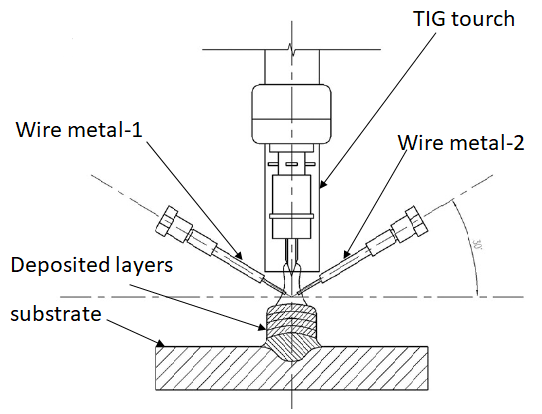 TIG tourch
Wire metal-1
Wire metal-2
30°
Deposited layers
substrate